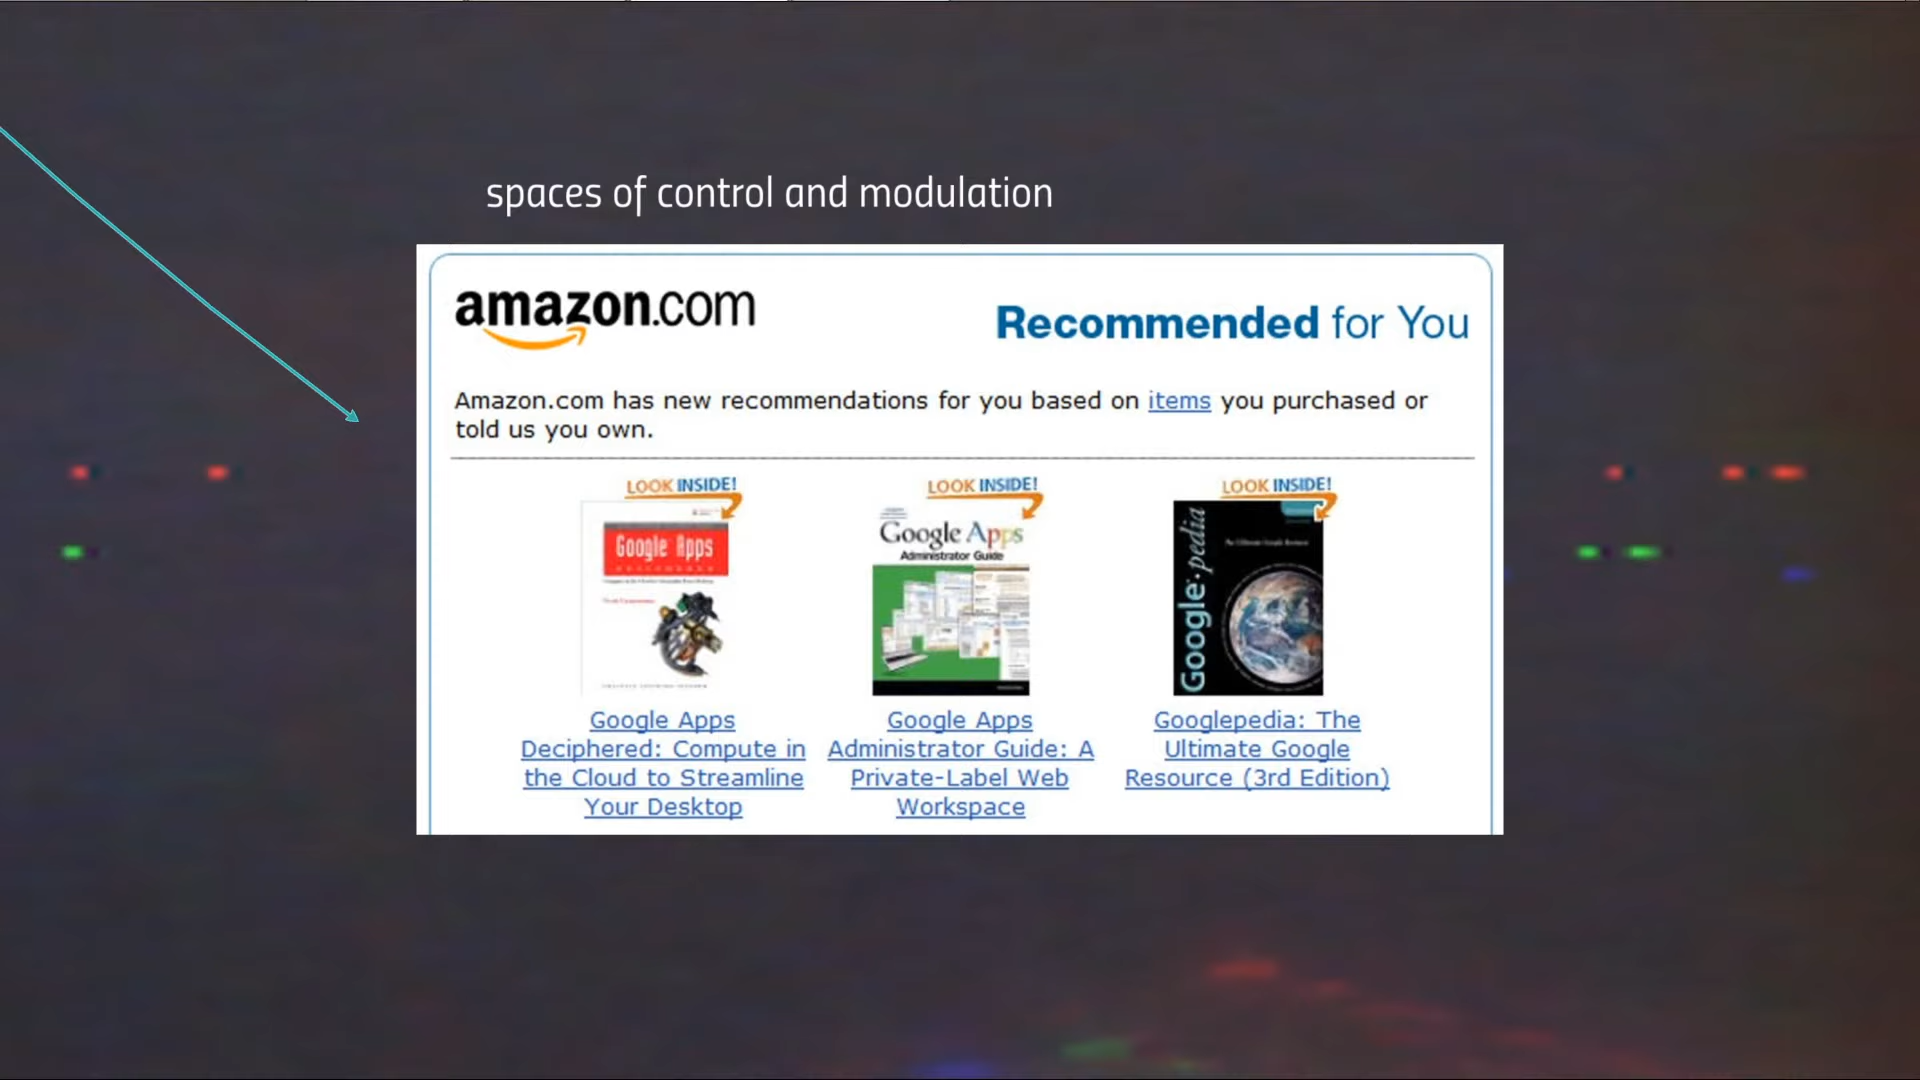 spaces of control and modulation
amazon.com
Recommended for You
Amazon.com has new recommendations for you based on items you purchased or
told us you own.
LOOK INSIDE! LOOK INSIDE! LOOK INSIDE!
Google Apps
Google Apps
Administrator Guide
Google·pedia
Google Apps
Deciphered: Compute in
the Cloud to Streamline
Your Desktop
Google Apps
Administrator Guide: A
Private-Label Web
Workspace
Googlepedia: The
Ultimate Google
Resource (3rd Edition)